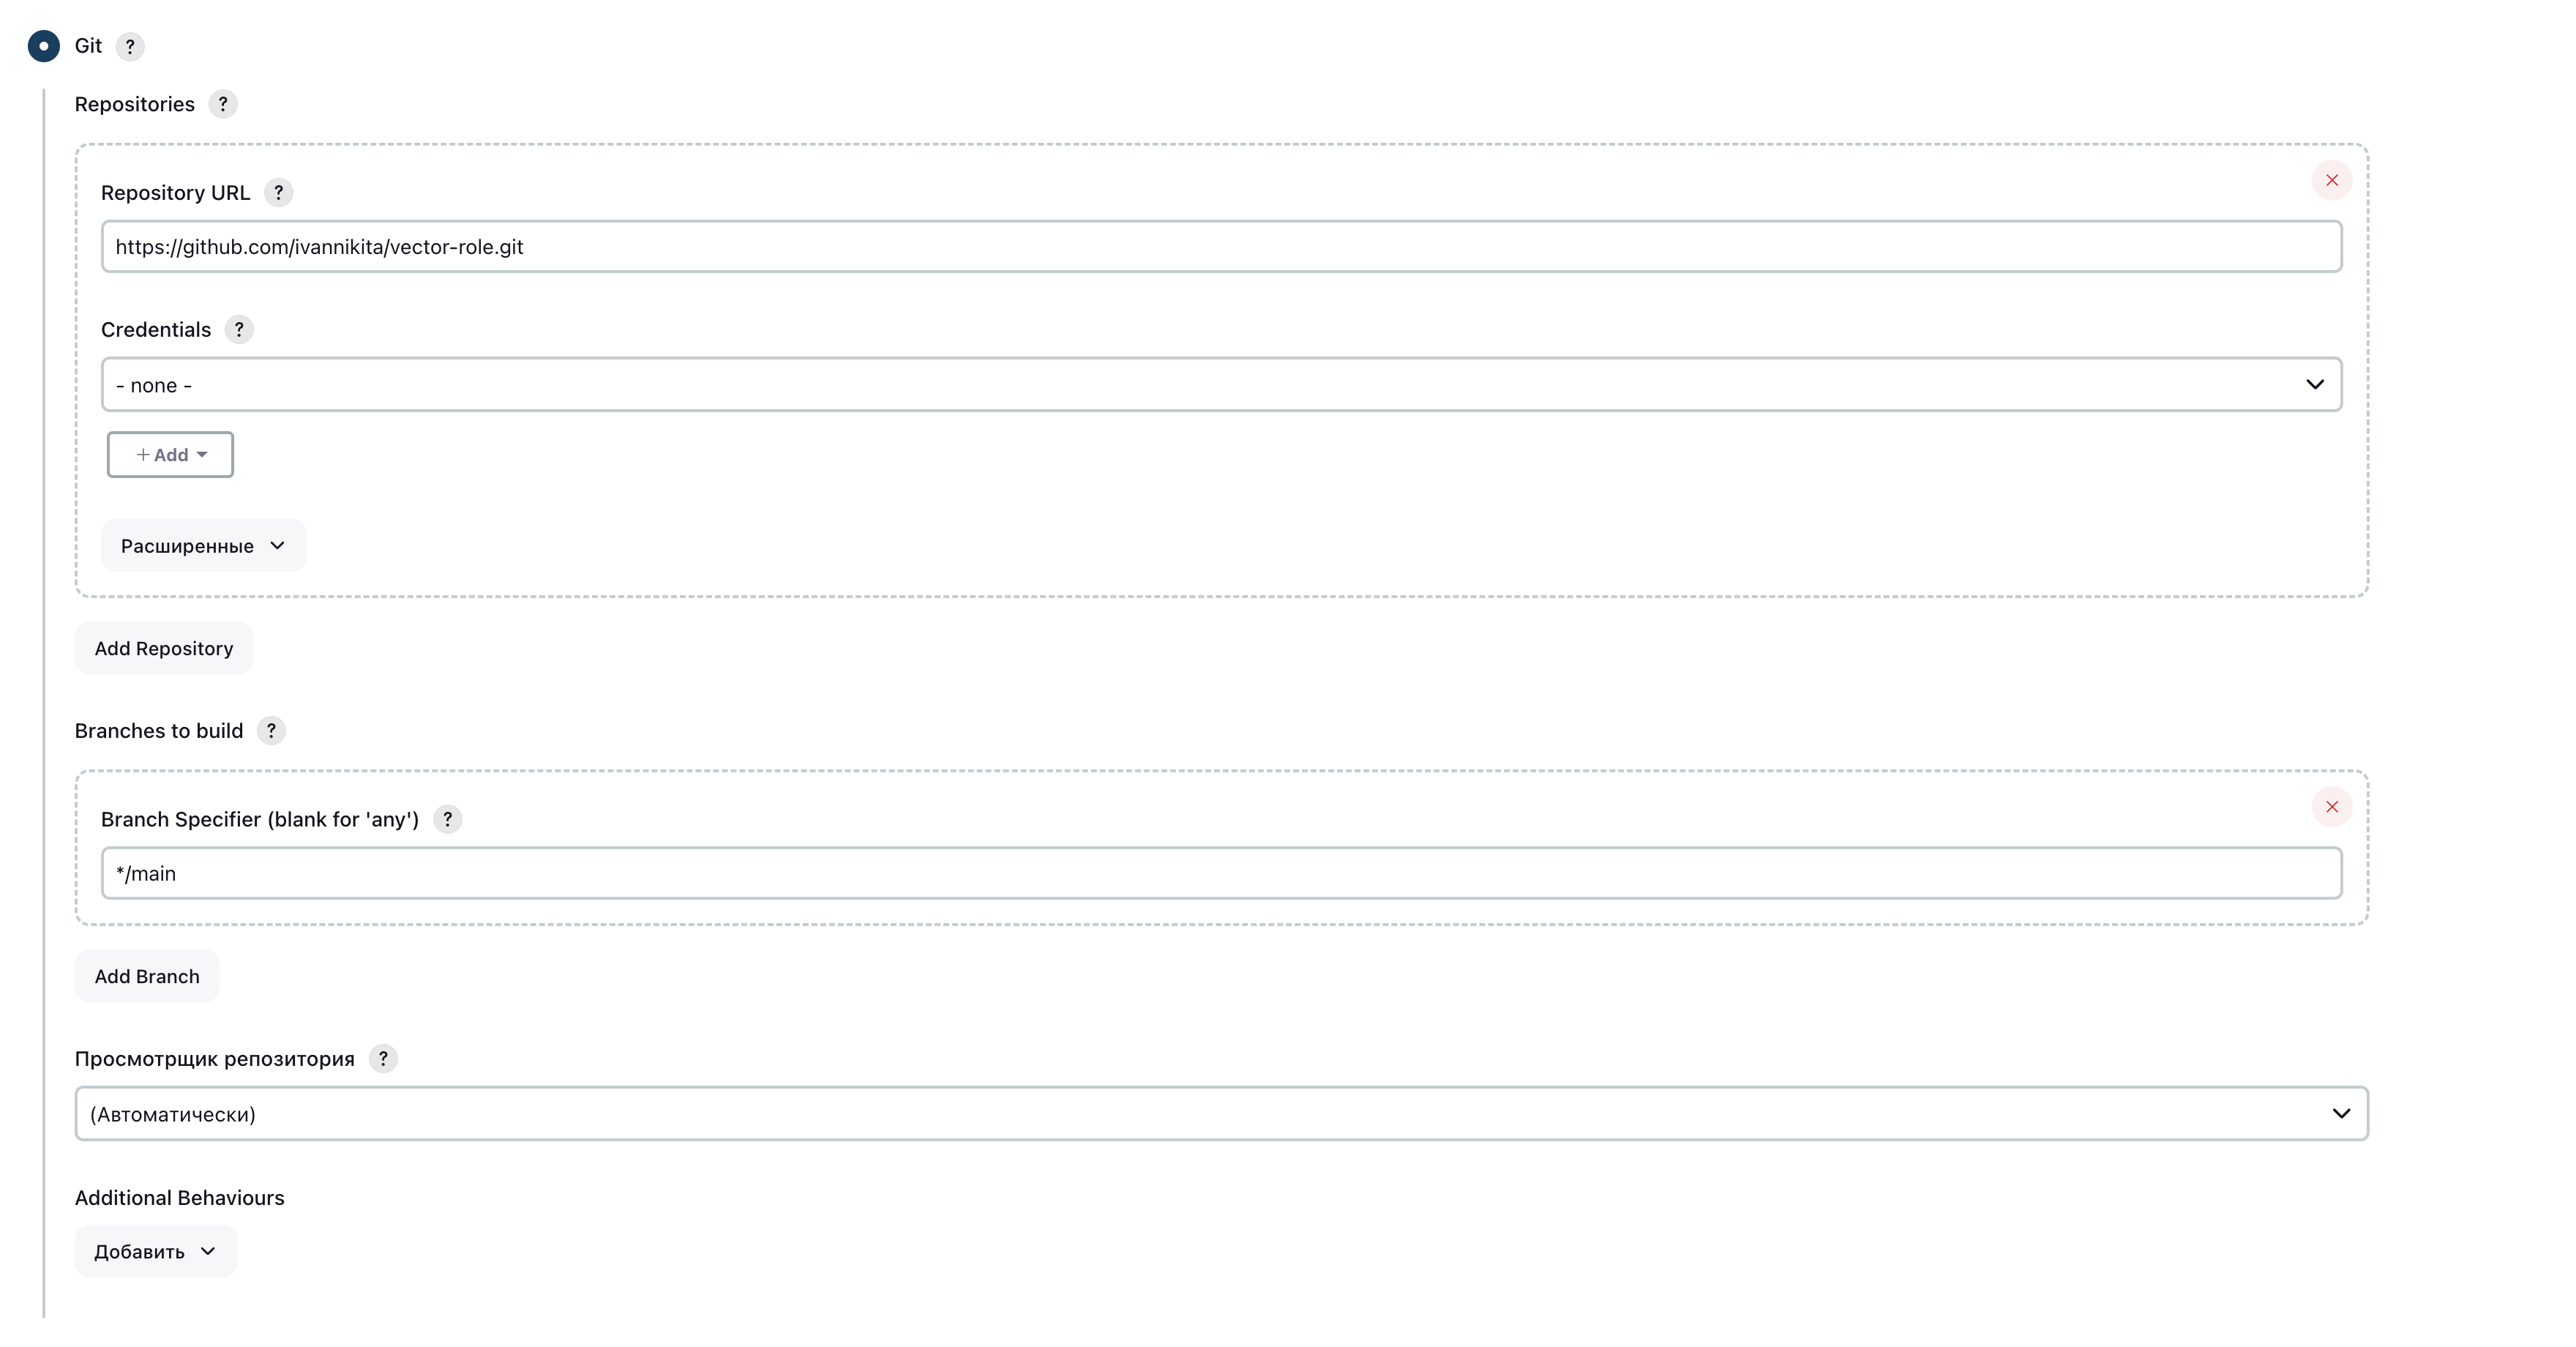 Git ?
Repositories ?
Repository URL ?
https://github.com/ivannikita/vector-role.git
Credentials ?
- none -
+ Add
Расширенные
Add Repository
Branches to build ?
Branch Specifier (blank for 'any') ?
*/main
Add Branch
Просмотрщик репозитория ?
(Автоматически)
Additional Behaviours
Добавить